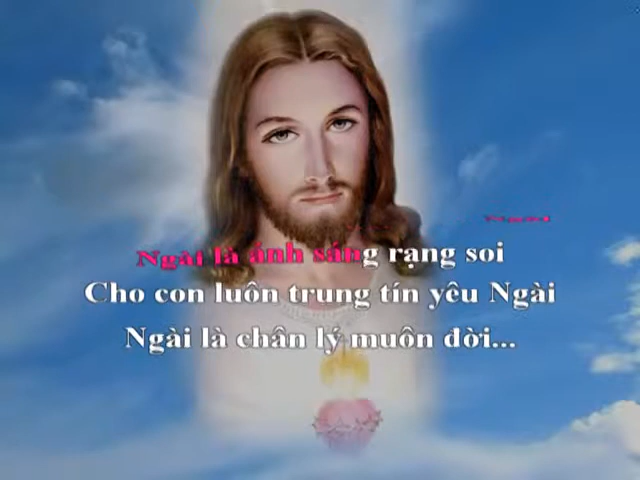 Ngài là ánh sáng rạng soi
Cho con luôn trung tín yêu Ngài
Ngài là chân lý muôn đời...